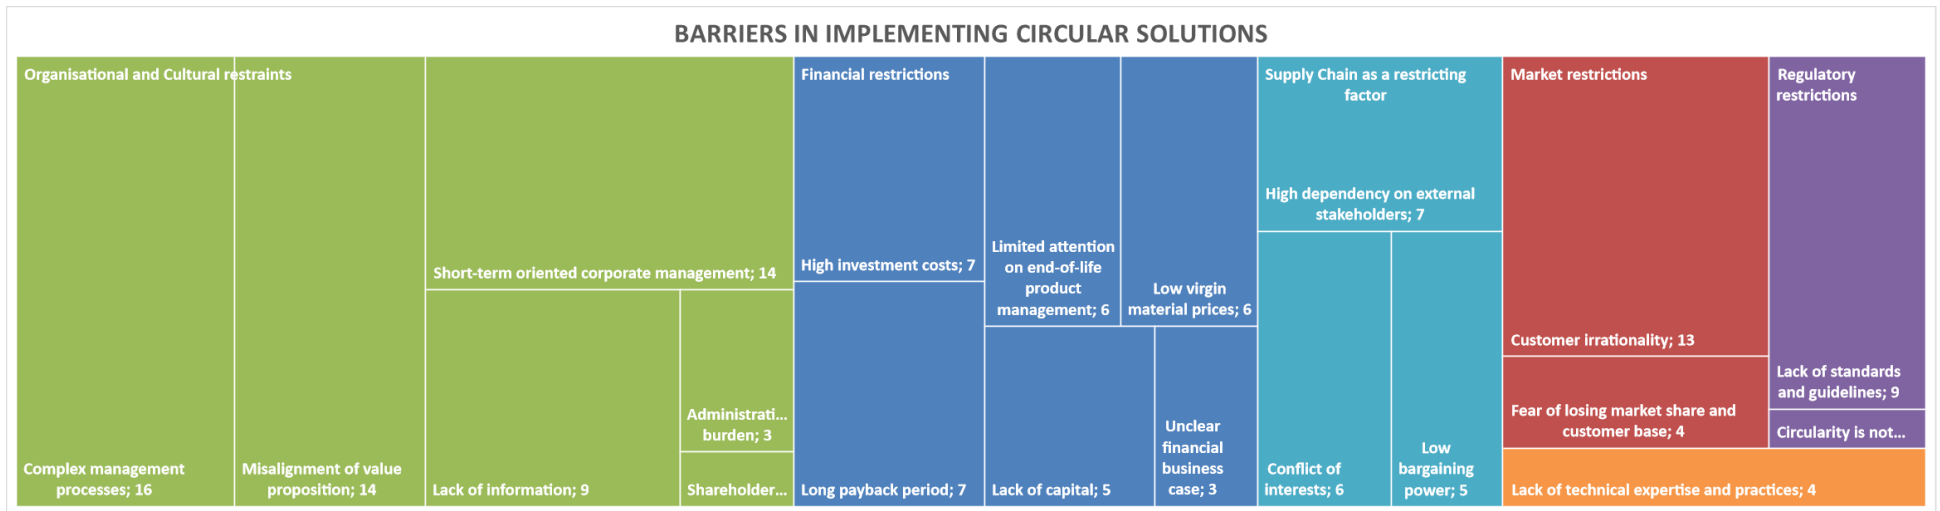 BARRIERS IN IMPLEMENTING CIRCULAR SOLUTIONS
Organisational and Cultural restraints
Complex management
processes; 16
Misalignment of value
proposition; 14
Short-term oriented corporate management; 14
Lack of information; 9
Administrati...
burden; 3
Shareholder...
Financial restrictions
High investment costs; 7
Long payback period; 7
Limited attention
on end-of-life
product
management; 6
Low virgin
material prices; 6
Lack of capital; 5
Unclear
financial
business
case; 3
Supply Chain as a restricting
factor
High dependency on external
stakeholders; 7
Conflict of
interests; 6
Low
bargaining
power; 5
Market restrictions
Customer irrationality; 13
Fear of losing market share and
customer base; 4
Regulatory
restrictions
Lack of standards
and guidelines; 9
Circularity is not...
Lack of technical expertise and practices; 4